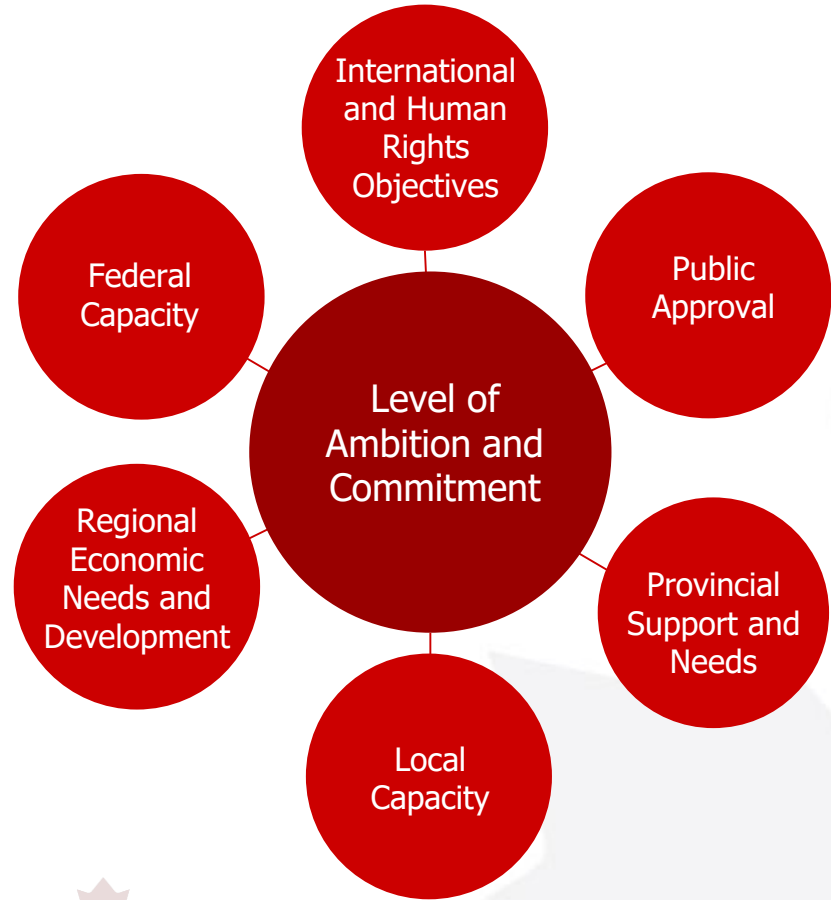 International
and Human
Rights
Objectives
Public
Approval
Federal
Capacity
Level of
Ambition and
Commitment
Regional
Economic
Needs and
Development
Provincial
Support and
Needs
Local
Capacity